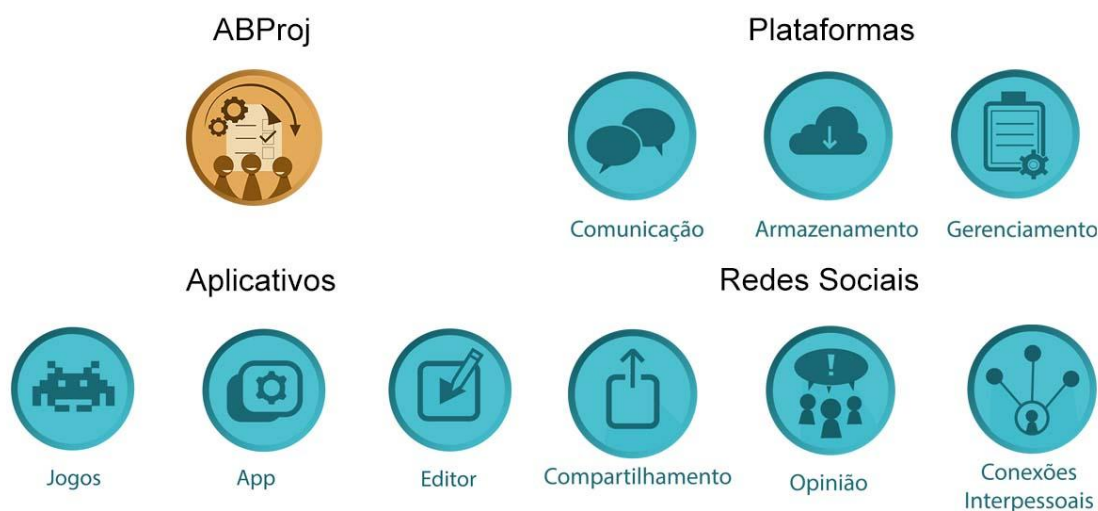 ABProj
Plataformas
Comunicação
Armazenamento
Gerenciamento
Aplicativos
Redes Sociais
Jogos
App
Editor
Compartilhamento
Opinião
Conexões
Interpessoais